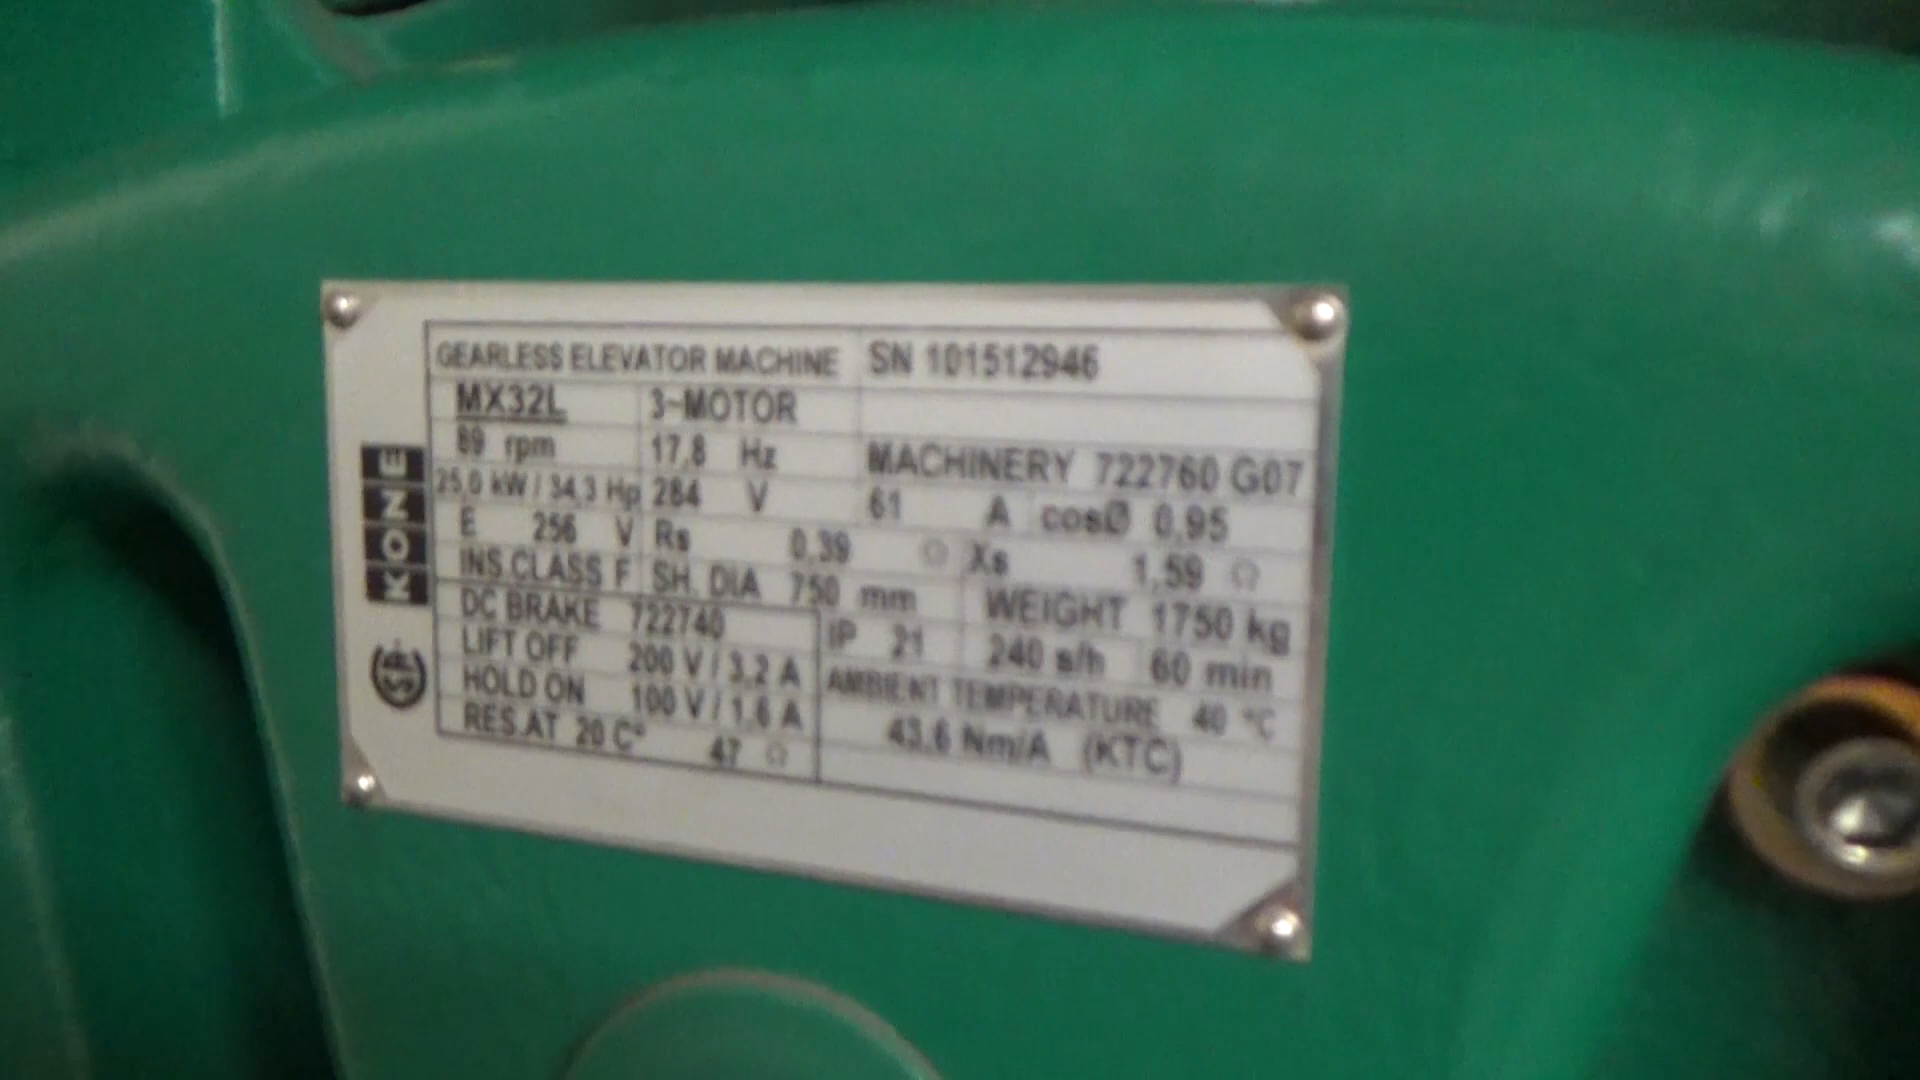 KONE
GEARLESS ELEVATOR MACHINE SN 101512946
MX32L 3~MOTOR
89 rpm 17,8 Hz MACHINERY 722760 G07
25,0 kW / 34,3 Hp 284 V 61 A cosØ 0,95
E 256 V Rs 0,39 Ω Xs 1,59 Ω
INS.CLASS F SH. DIA 750 mm WEIGHT 1750 kg
DC BRAKE 722740 IP 21 240 s/h 60 min
LIFT OFF 200 V / 3,2 A AMBIENT TEMPERATURE 40 °C
HOLD ON 100 V / 1,6 A 43,6 Nm/A (KTC)
RES.AT 20 C° 47 Ω